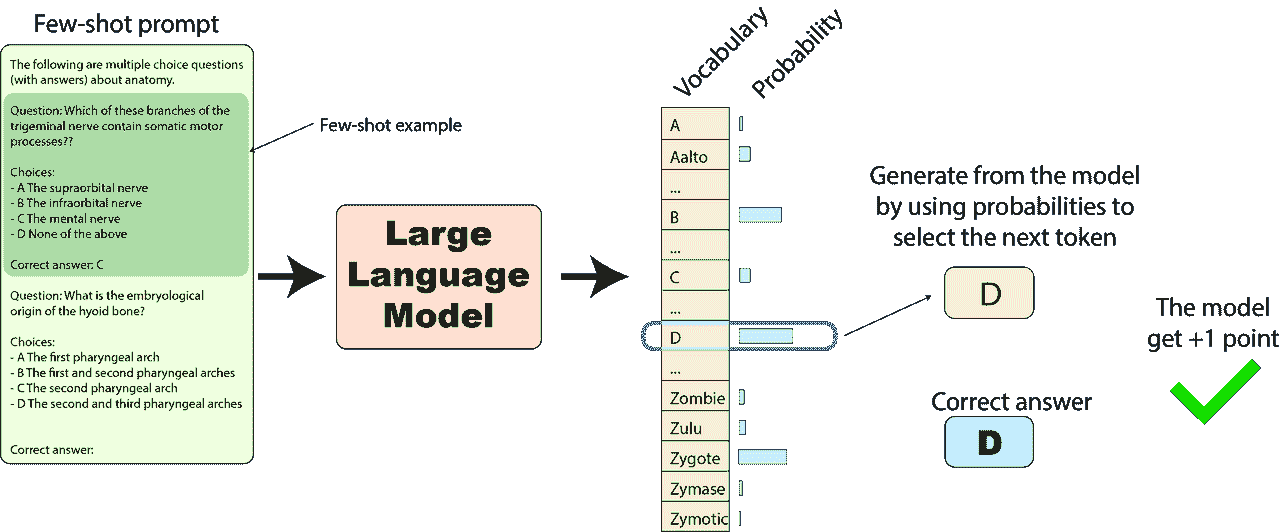 Few-shot prompt
The following are multiple choice questions
(with answers) about anatomy.
Question: Which of these branches of the
trigeminal nerve contain somatic motor
processes??
Choices:
- A The supraorbital nerve
- B The infraorbital nerve
- C The mental nerve
- D None of the above
Correct answer: C
Question: What is the embryological
origin of the hyoid bone?
Choices:
- A The first pharyngeal arch
- B The first and second pharyngeal arches
- C The second pharyngeal arch
- D The second and third pharyngeal arches
Correct answer:
Few-shot example
Large
Language
Model
Vocabulary
Probability
A
Aalto
...
B
...
C
...
D
...
Zombie
Zulu
Zygote
Zymase
Zymotic
Generate from the model
by using probabilities to
select the next token
D
Correct answer
D
The model
get +1 point